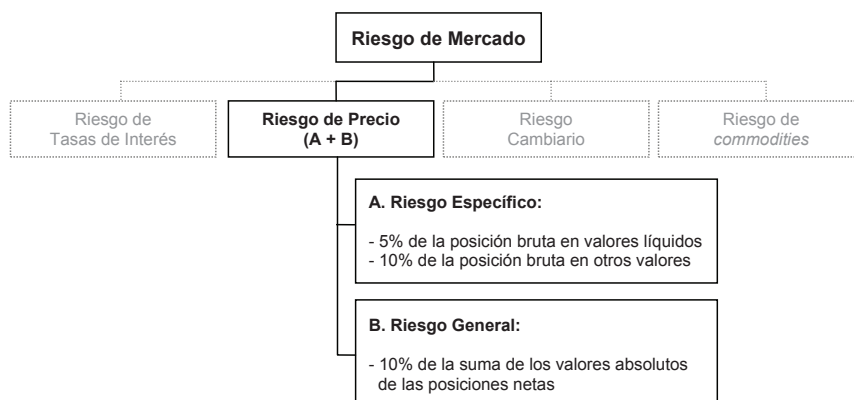 Riesgo de Mercado
Riesgo de
Tasas de Interés
Riesgo de Precio
(A + B)
Riesgo
Cambiario
Riesgo de
commodities
A. Riesgo Específico:
- 5% de la posición bruta en valores líquidos
- 10% de la posición bruta en otros valores
B. Riesgo General:
- 10% de la suma de los valores absolutos
de las posiciones netas